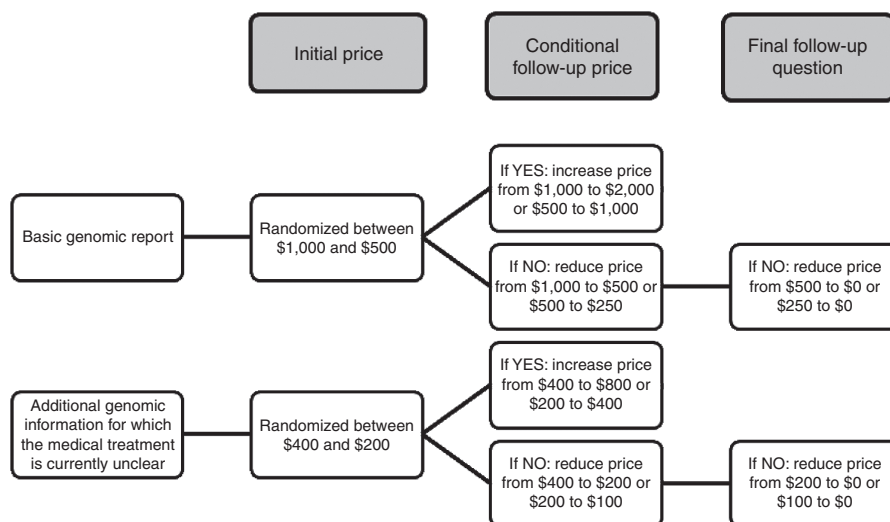 Initial price
Conditional
follow-up price
Final follow-up
question
Basic genomic report
Randomized between
$1,000 and $500
If YES: increase price
from $1,000 to $2,000
or $500 to $1,000
If NO: reduce price
from $1,000 to $500 or
$500 to $250
If NO: reduce price
from $500 to $0 or
$250 to $0
Additional genomic
information for which
the medical treatment
is currently unclear
Randomized between
$400 and $200
If YES: increase price
from $400 to $800 or
$200 to $400
If NO: reduce price
from $400 to $200 or
$200 to $100
If NO: reduce price
from $200 to $0 or
$100 to $0